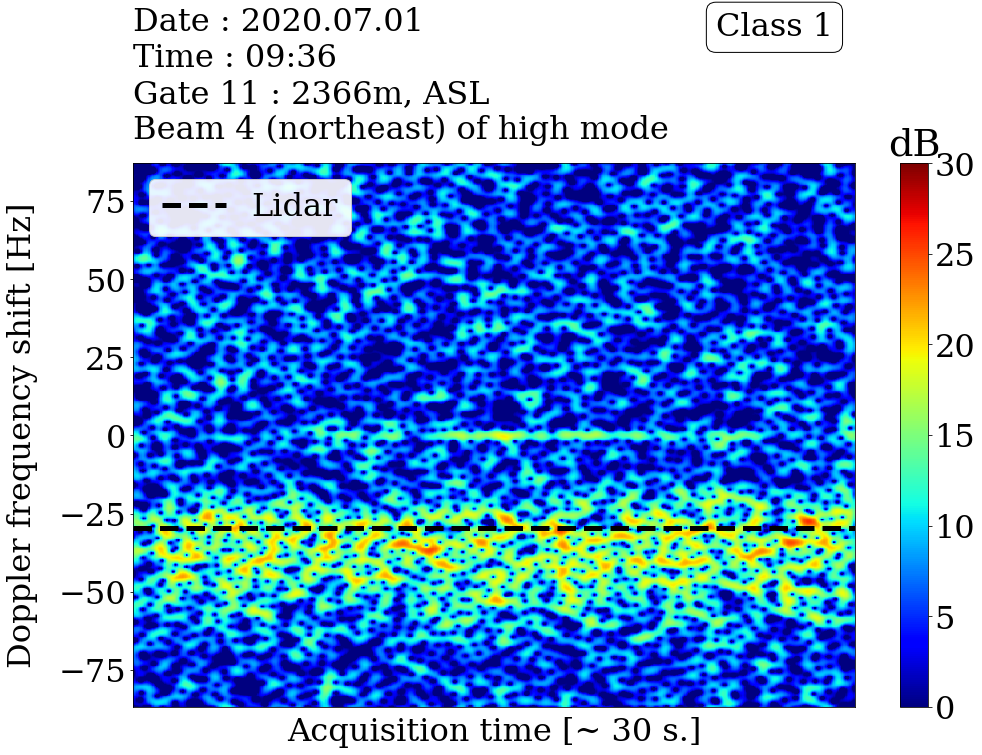 Date : 2020.07.01
Time : 09:36
Gate 11 : 2366m, ASL
Beam 4 (northeast) of high mode
Class 1
dB
Lidar
Doppler frequency shift [Hz]
75
50
25
0
−25
−50
−75
30
25
20
15
10
5
0
Acquisition time [~ 30 s.]